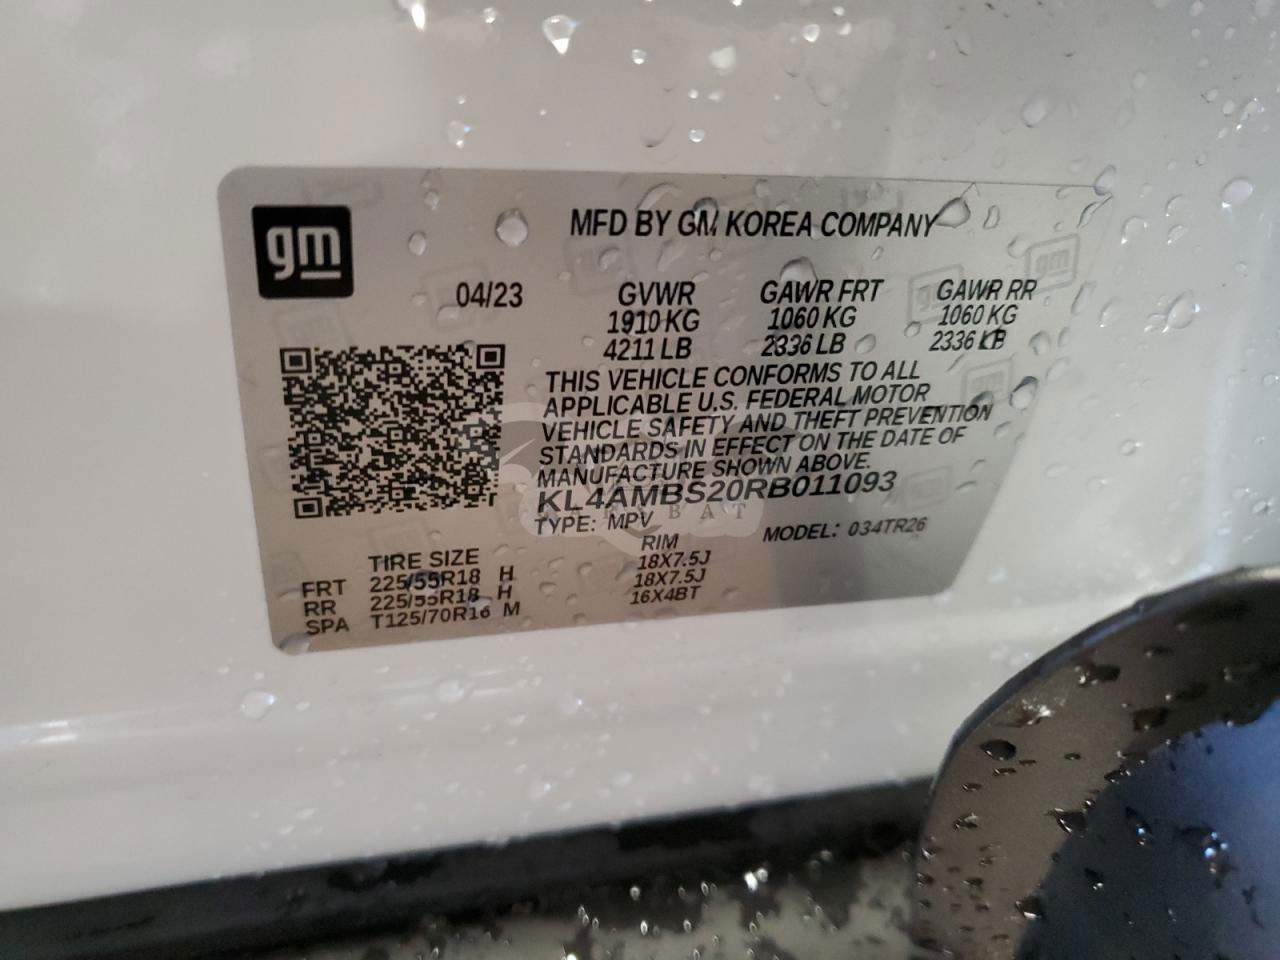 gm
MFD BY GM KOREA COMPANY
04/23
GVWR GAWR FRT GAWR RR
1910 KG 1060 KG 1060 KG
4211 LB 2336 LB 2336 LB
THIS VEHICLE CONFORMS TO ALL
APPLICABLE U.S. FEDERAL MOTOR
VEHICLE SAFETY AND THEFT PREVENTION
STANDARDS IN EFFECT ON THE DATE OF
MANUFACTURE SHOWN ABOVE.
KL4AMBS20RB011093
TYPE: MPV MODEL: 034TR26
TIRE SIZE RIM
FRT 225/55R18 H 18X7.5J
RR 225/55R18 H 18X7.5J
SPA T125/70R16 M 16X4BT